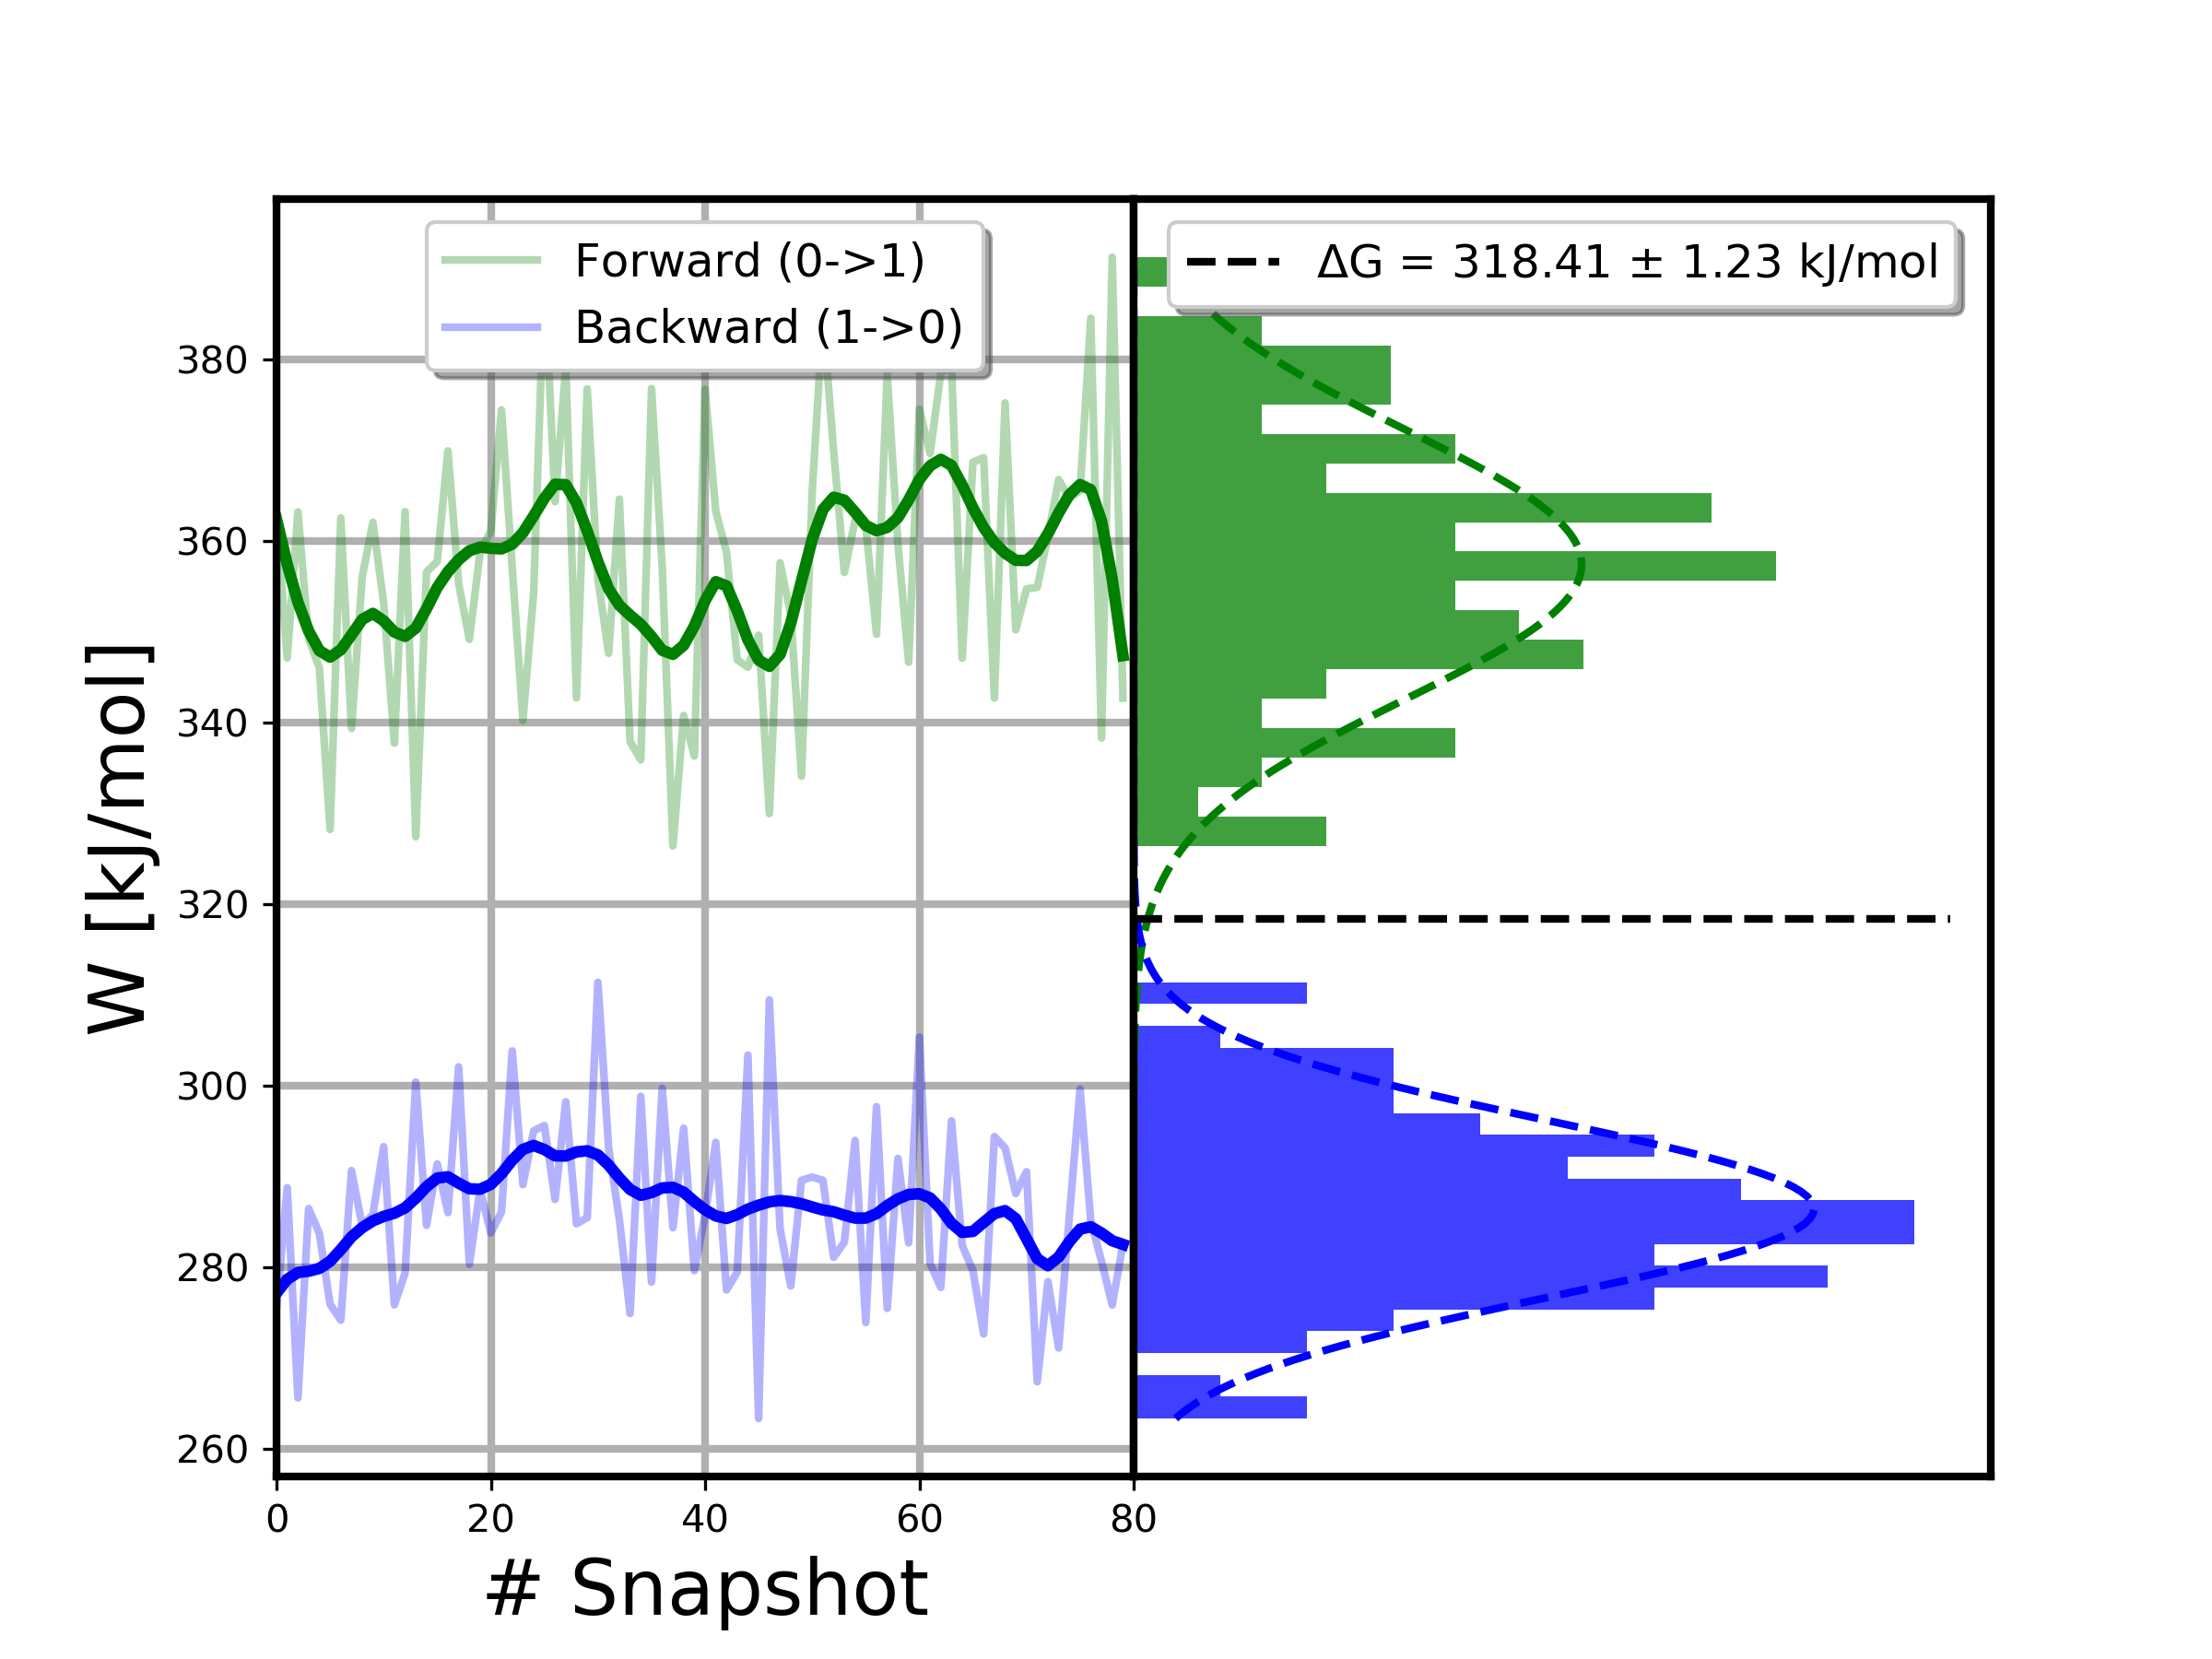 Forward (0->1)
Backward (1->0)
ΔG = 318.41 ± 1.23 kJ/mol
W [kJ/mol]
380
360
340
320
300
280
260
0 20 40 60 80
# Snapshot